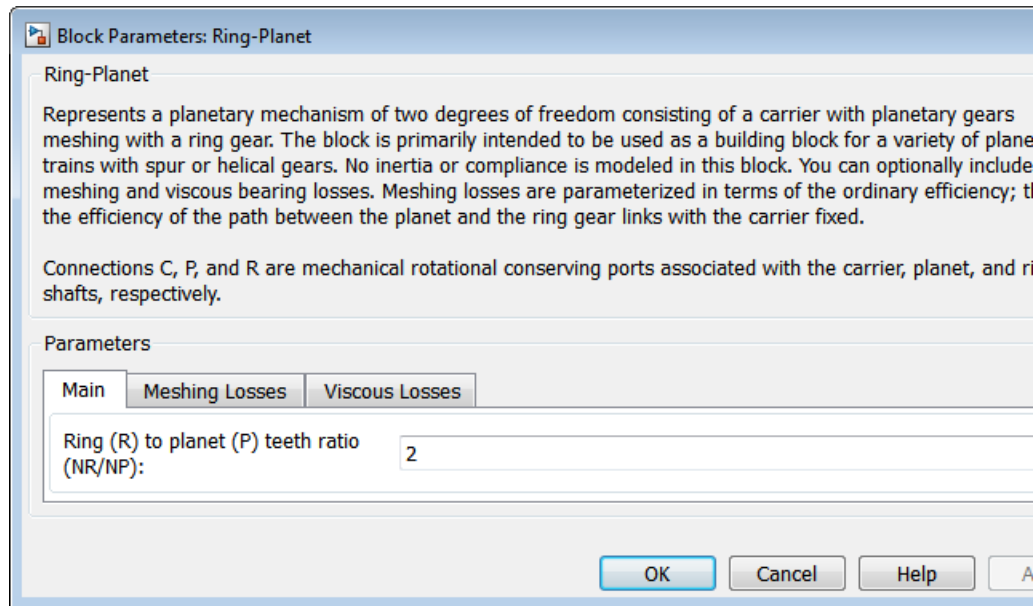 Block Parameters: Ring-Planet
Ring-Planet
Represents a planetary mechanism of two degrees of freedom consisting of a carrier with planetary gears
meshing with a ring gear. The block is primarily intended to be used as a building block for a variety of plane
trains with spur or helical gears. No inertia or compliance is modeled in this block. You can optionally include
meshing and viscous bearing losses. Meshing losses are parameterized in terms of the ordinary efficiency; th
the efficiency of the path between the planet and the ring gear links with the carrier fixed.
Connections C, P, and R are mechanical rotational conserving ports associated with the carrier, planet, and ri
shafts, respectively.
Parameters
Main Meshing Losses Viscous Losses
Ring (R) to planet (P) teeth ratio
(NR/NP):
2
OK Cancel Help A